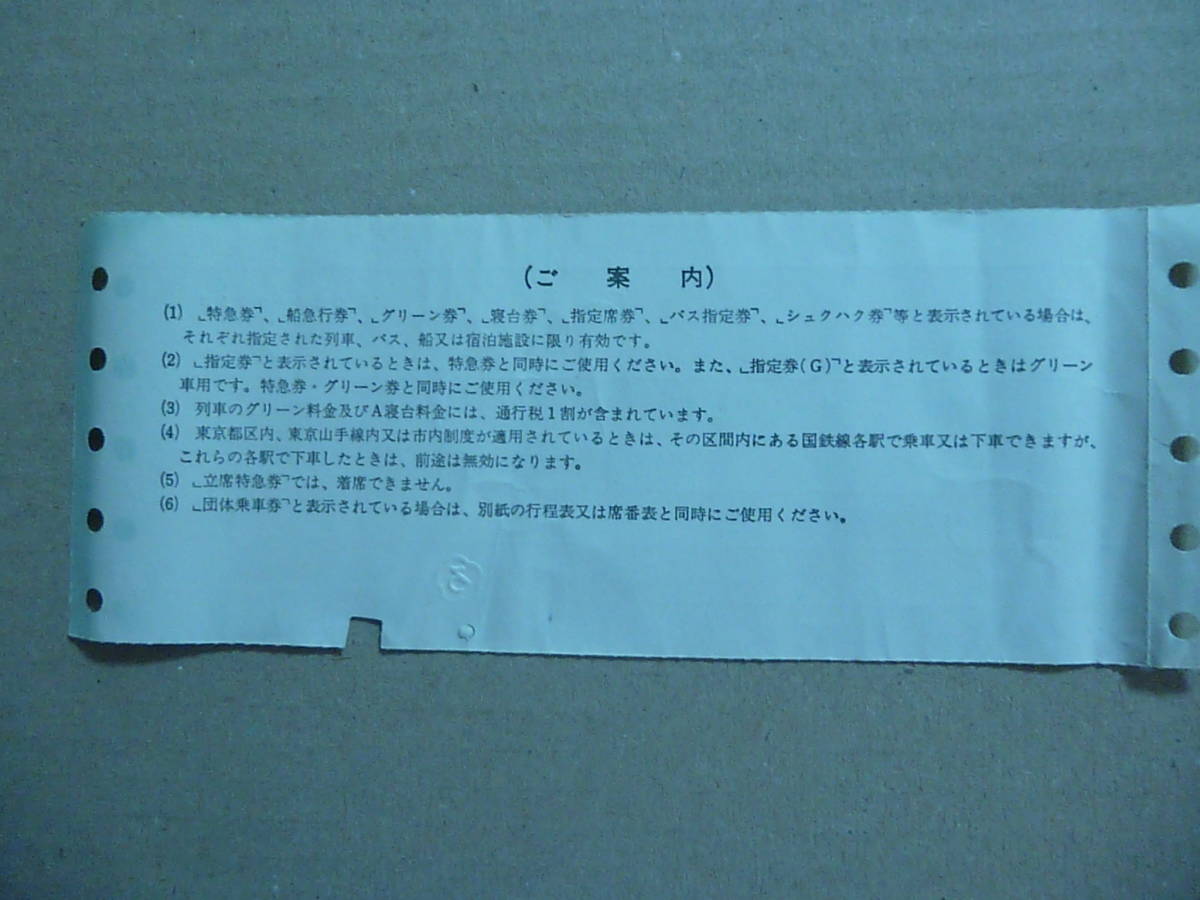 (ご 案 内)
(1) 「特急券」、「船急行券」、「グリーン券」、「寝台券」、「指定席券」、「バス指定券」、「シュクハク券」等と表示されている場合は、
それぞれ指定された列車、バス、船又は宿泊施設に限り有効です。
(2) 「指定券」と表示されているときは、特急券と同時にご使用ください。また、「指定券(G)」と表示されているときはグリーン
車用です。特急券・グリーン券と同時にご使用ください。
(3) 列車のグリーン料金及びA寝台料金には、通行税1割が含まれています。
(4) 東京都区内、東京山手線内又は市内制度が適用されているときは、その区間内にある国鉄線各駅で乗車又は下車できますが、
これらの各駅で下車したときは、前途は無効になります。
(5) 「立席特急券」では、着席できません。
(6) 「団体乗車券」と表示されている場合は、別紙の行程表又は席番表と同時にご使用ください。